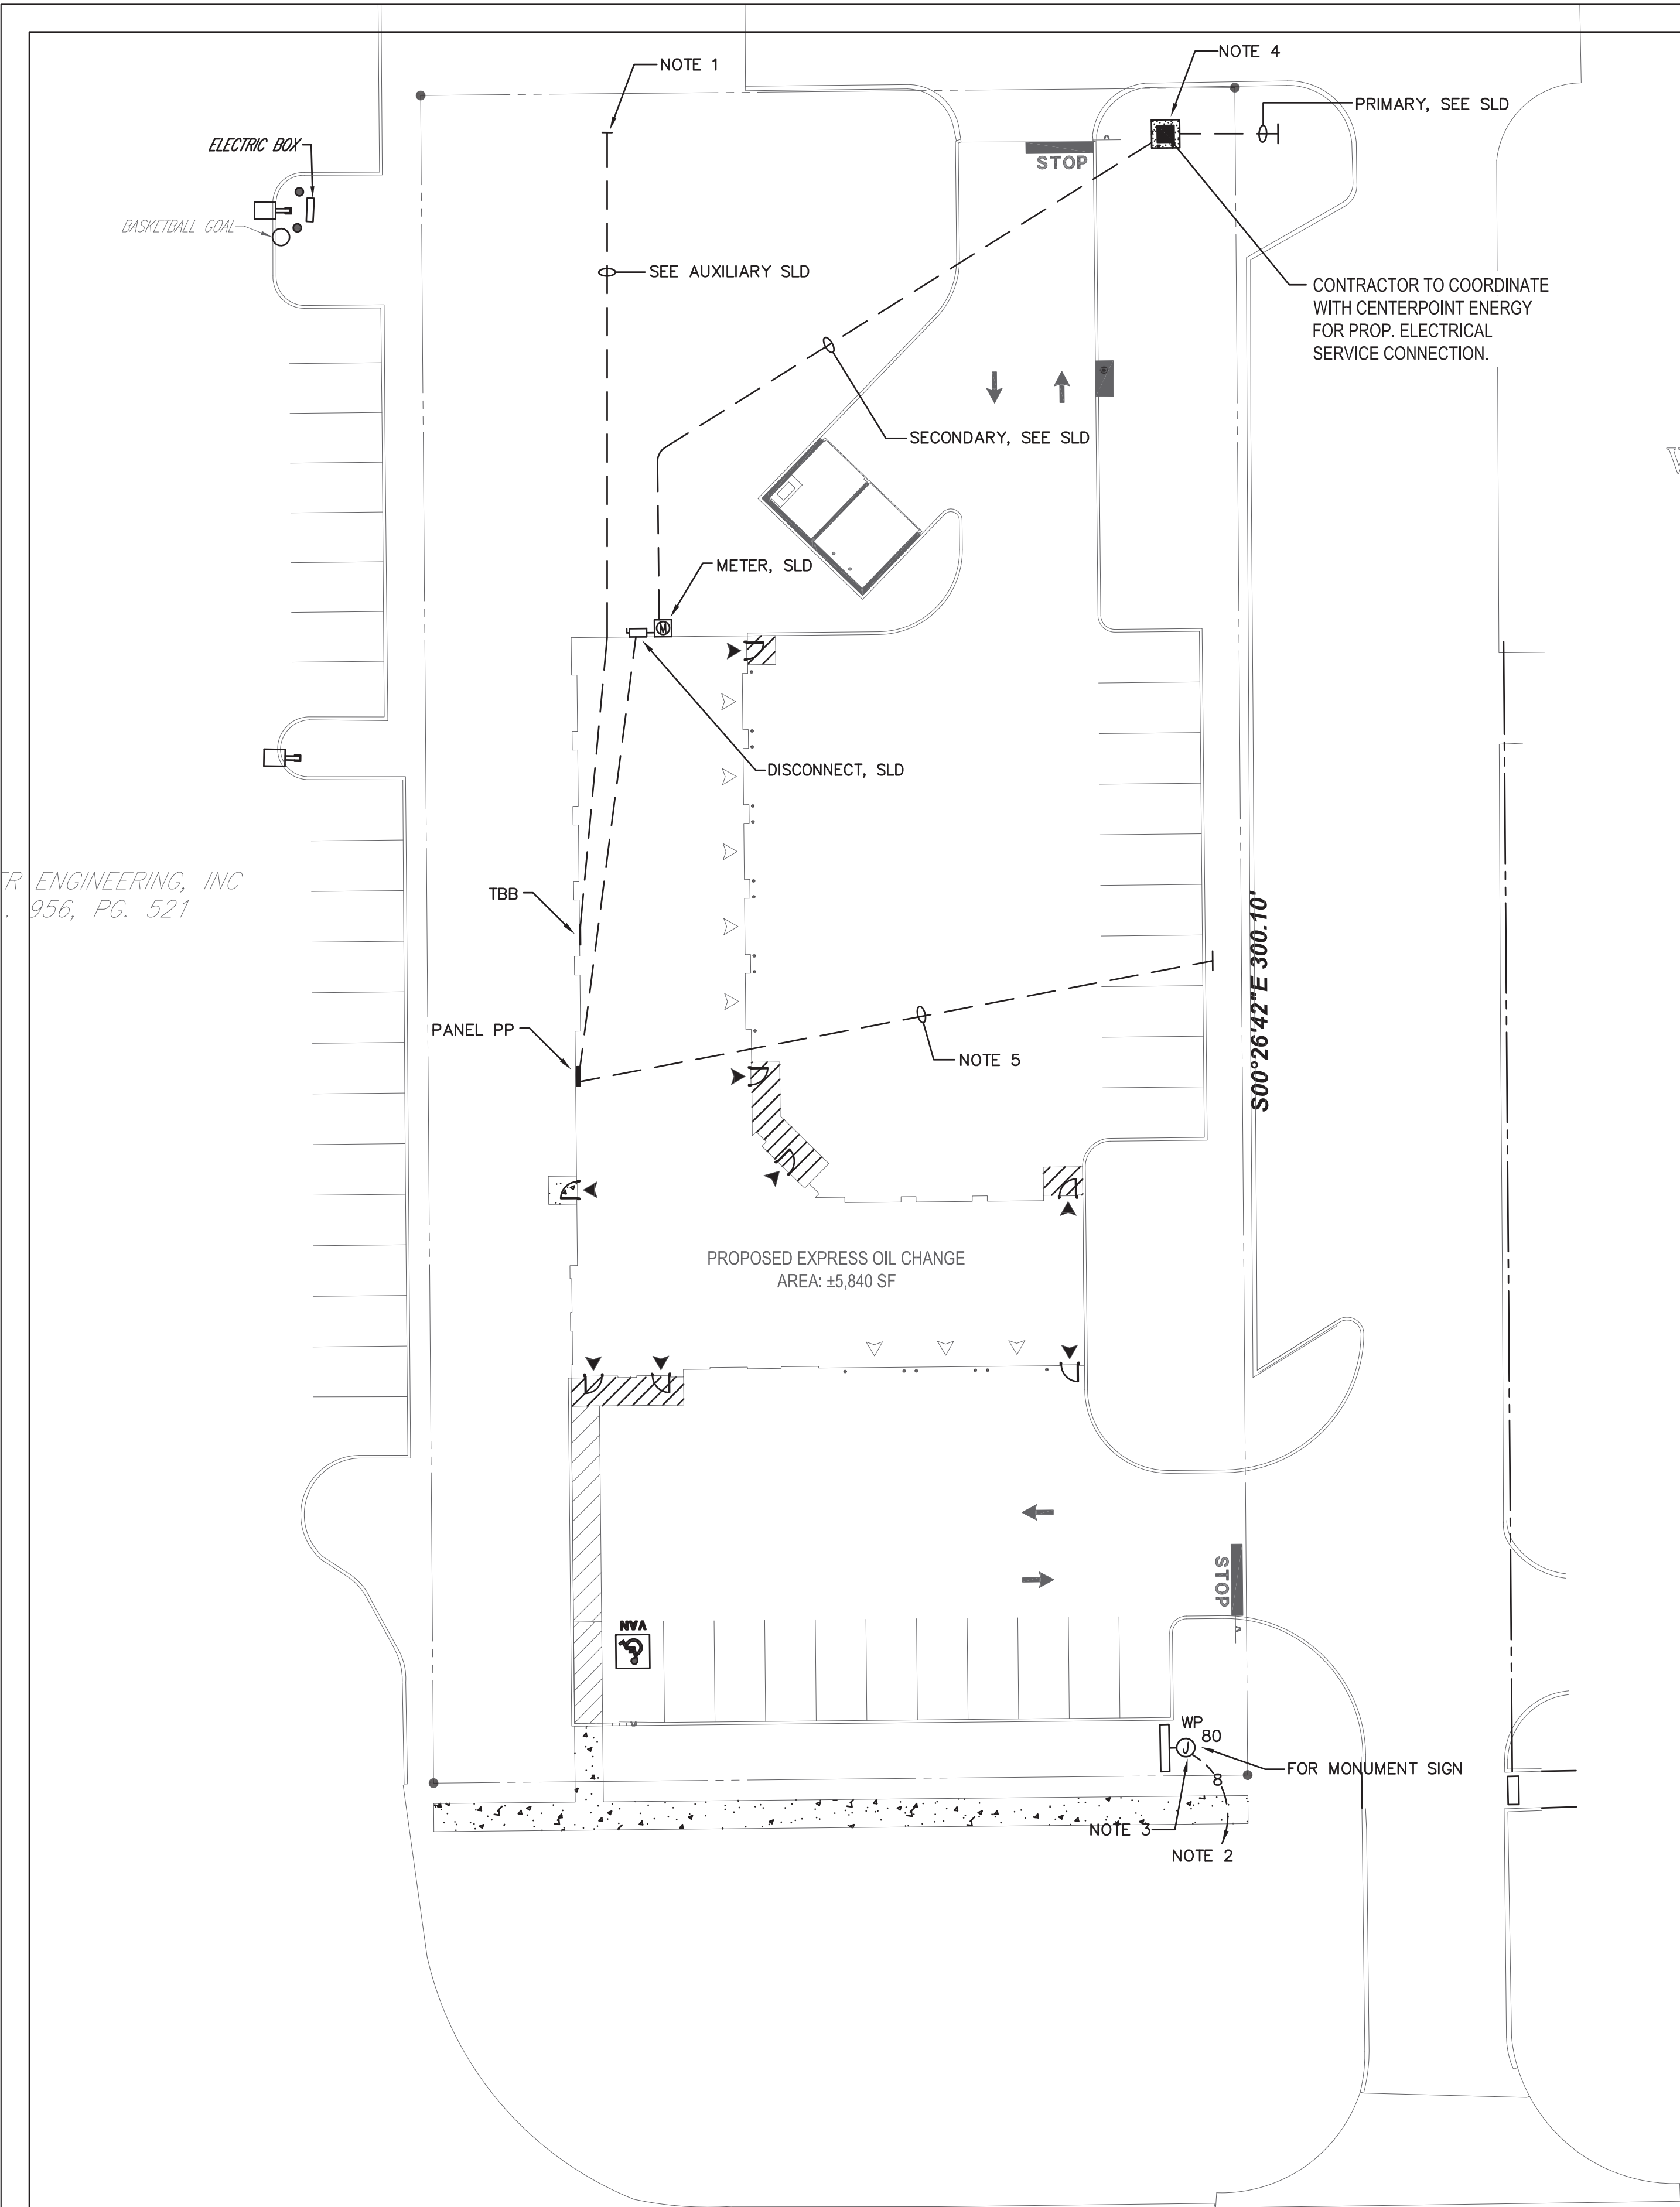 NOTE 1
NOTE 4
PRIMARY, SEE SLD
ELECTRIC BOX
STOP
BASKETBALL GOAL
SEE AUXILIARY SLD
CONTRACTOR TO COORDINATE
WITH CENTERPOINT ENERGY
FOR PROP. ELECTRICAL
SERVICE CONNECTION.
SECONDARY, SEE SLD
METER, SLD
M
DISCONNECT, SLD
ENGINEERING, INC
956, PG. 521
TBB
S00°26'42"E 300.10'
PANEL PP
NOTE 5
PROPOSED EXPRESS OIL CHANGE
AREA: ±5,840 SF
STOP
VAN
WP
80
J
FOR MONUMENT SIGN
8
NOTE 3
NOTE 2